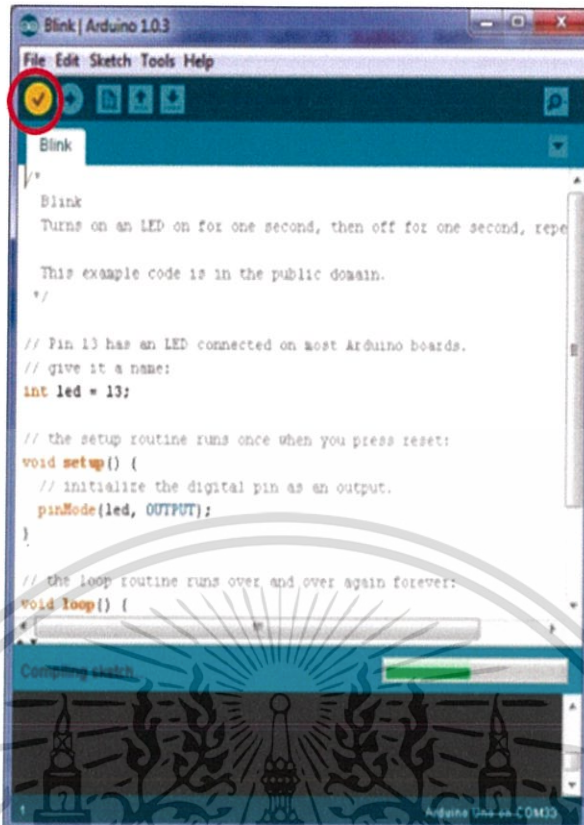 Blink | Arduino 1.0.3
File Edit Sketch Tools Help
Blink
/*
Blink
Turns on an LED on for one second, then off for one second, repe
This example code is in the public domain.
*/
// Pin 13 has an LED connected on most Arduino boards.
// give it a name:
int led = 13;
// the setup routine runs once when you press reset:
void setup() {
// initialize the digital pin as an output.
pinMode(led, OUTPUT);
}
// the loop routine runs over and over again forever:
void loop() {
Compiling sketch...
1
Arduino Uno on COM33